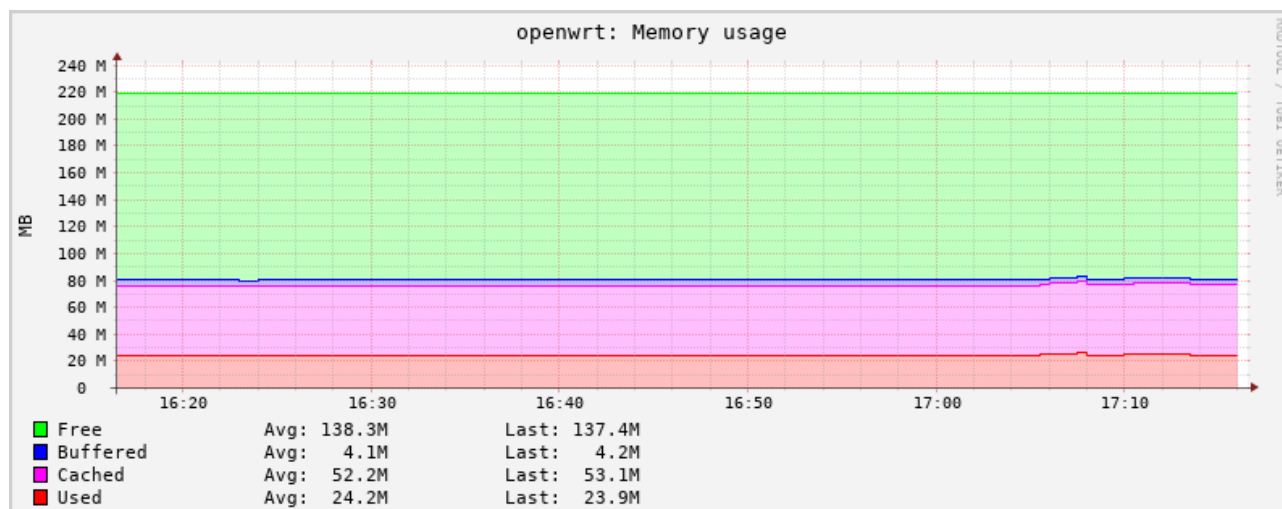 openwrt: Memory usage
240 M
220 M
200 M
180 M
160 M
140 M
120 M
100 M
80 M
60 M
40 M
20 M
0
MB
16:20 16:30 16:40 16:50 17:00 17:10
Free Avg: 138.3M Last: 137.4M
Buffered Avg: 4.1M Last: 4.2M
Cached Avg: 52.2M Last: 53.1M
Used Avg: 24.2M Last: 23.9M
RRDTOOL / TOBI OETIKER